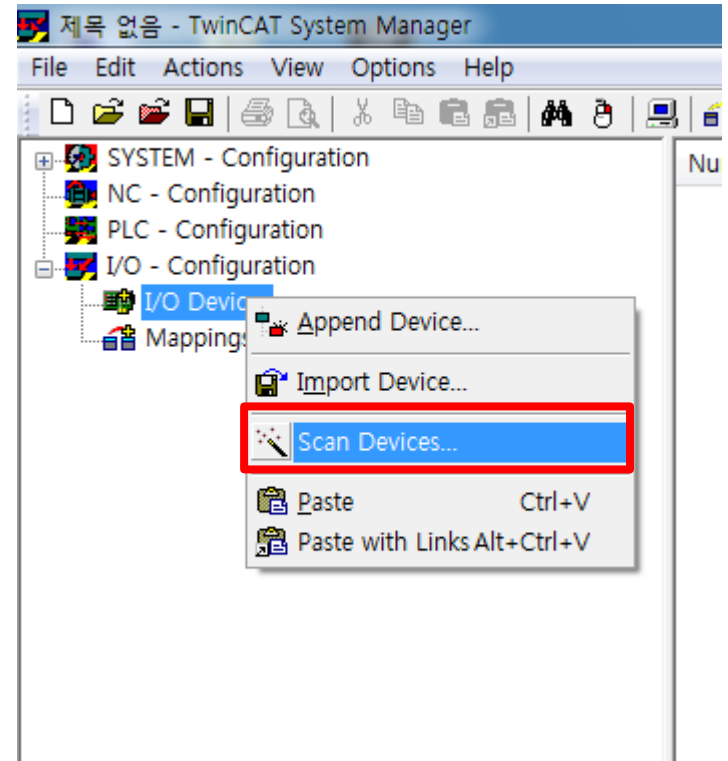 제목 없음 - TwinCAT System Manager
File Edit Actions View Options Help
SYSTEM - Configuration
Nu
NC - Configuration
PLC - Configuration
I/O - Configuration
I/O Devic
Append Device...
Mappings
Import Device...
Scan Devices...
Paste Ctrl+V
Paste with Links Alt+Ctrl+V